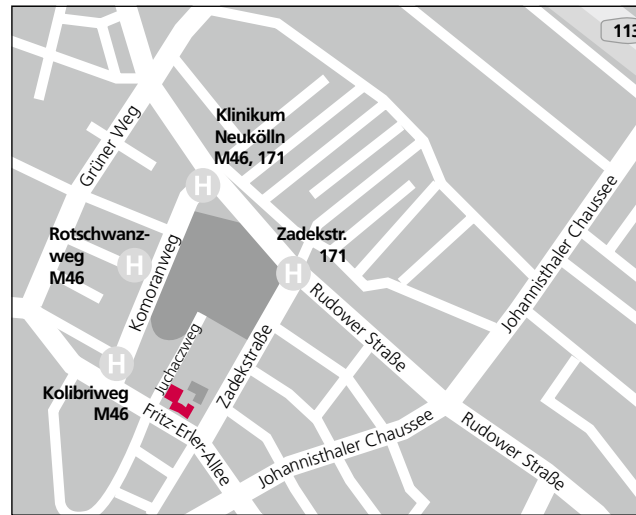 113
Klinikum
Neukölln
M46, 171
H
Grüner Weg
Rotschwanz-
weg
M46
H
Komoranweg
Zadekstr.
171
H
Johannisthaler Chaussee
Rudower Straße
H
Kolibriweg
M46
Juchaczweg
Zadekstraße
Fritz-Erler-Allee
Johannisthaler Chaussee
Rudower Straße